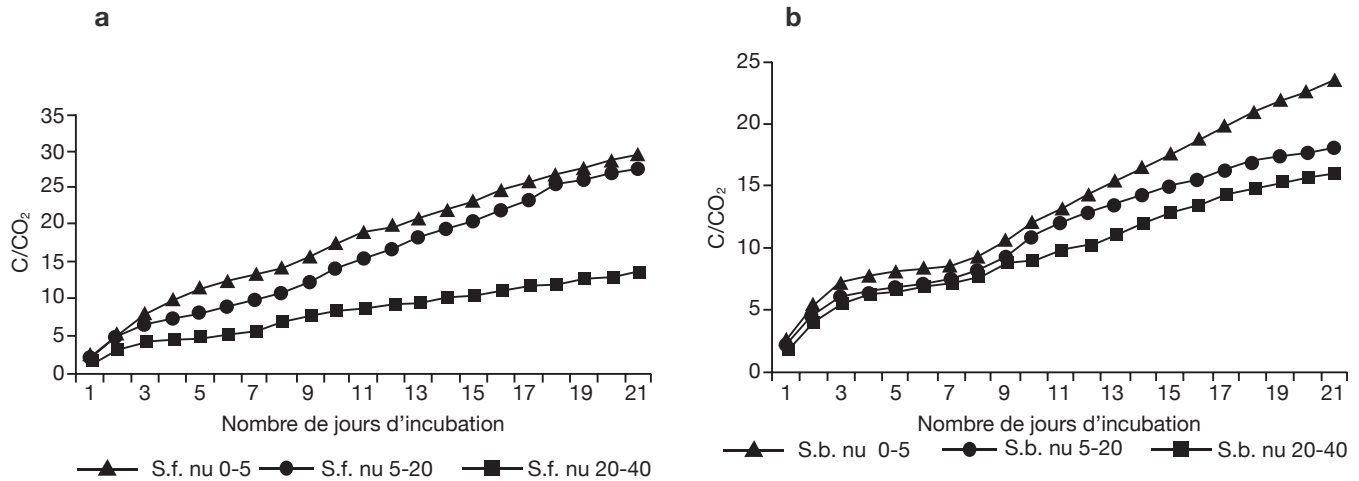 a
35
30
25
20
15
10
5
0
C/CO₂
1 3 5 7 9 11 13 15 17 19 21
Nombre de jours d'incubation
S.f. nu 0-5 S.f. nu 5-20 S.f. nu 20-40
b
25
20
15
10
5
0
C/CO₂
1 3 5 7 9 11 13 15 17 19 21
Nombre de jours d'incubation
S.b. nu 0-5 S.b. nu 5-20 S.b. nu 20-40